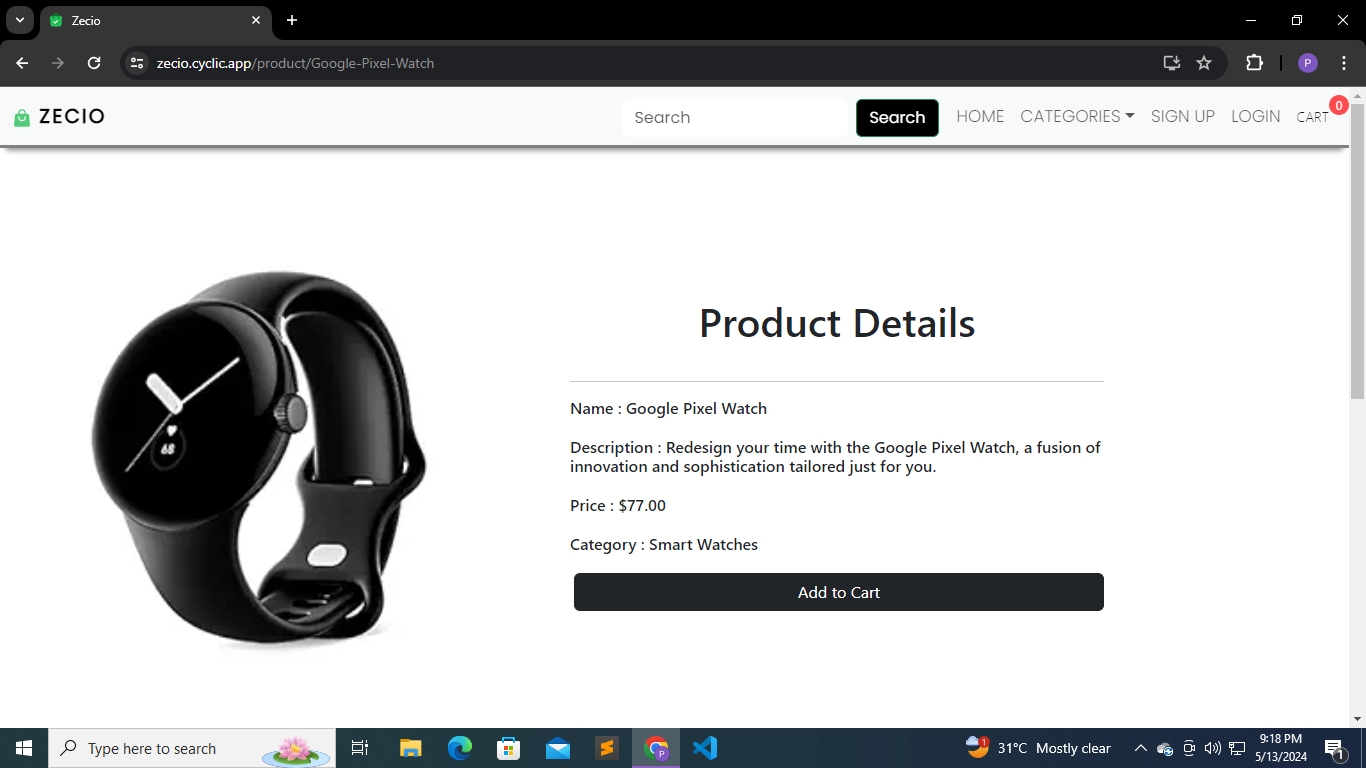 Zecio
zecio.cyclic.app/product/Google-Pixel-Watch
P
ZECIO
Search
Search
HOME
CATEGORIES
SIGN UP
LOGIN
CART
0
68
Product Details
Name : Google Pixel Watch
Description : Redesign your time with the Google Pixel Watch, a fusion of
innovation and sophistication tailored just for you.
Price : $77.00
Category : Smart Watches
Add to Cart
Type here to search
P
1
31°C Mostly clear
9:18 PM
5/13/2024
1